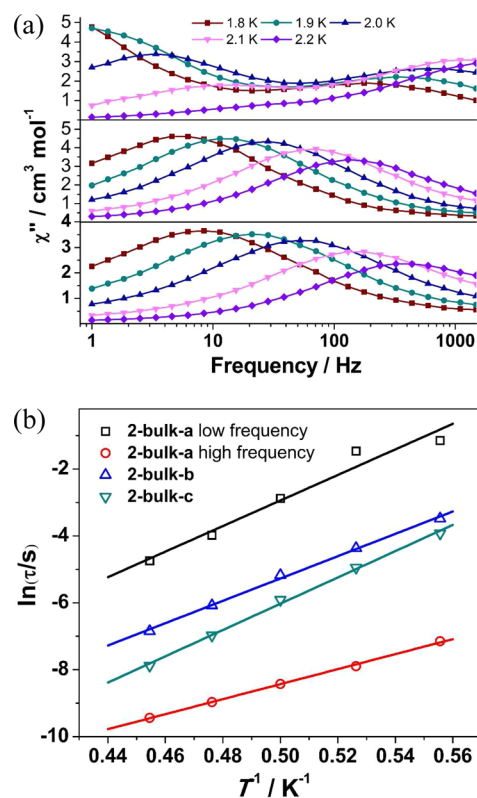 (a)
1.8 K 1.9 K 2.0 K
2.1 K 2.2 K
5
4
3
2
1
5
4
3
2
1
4
3
2
1
χ'' / cm³ mol⁻¹
1 10 100 1000
Frequency / Hz
(b)
2-bulk-a low frequency
2-bulk-a high frequency
2-bulk-b
2-bulk-c
-2
-4
-6
-8
-10
ln(τ/s)
0.44 0.46 0.48 0.50 0.52 0.54 0.56
T¹ / K⁻¹